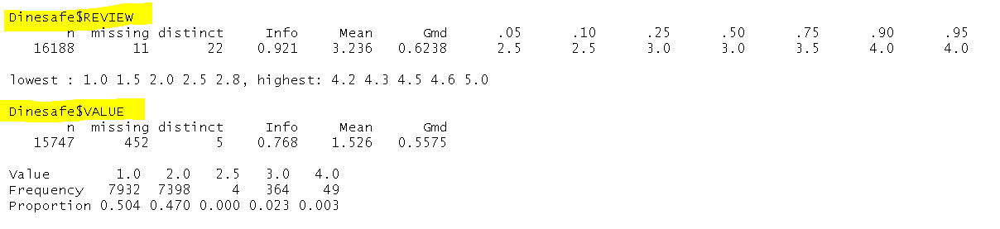 Dinesafe$REVIEW
n missing distinct Info Mean Gmd .05 .10 .25 .50 .75 .90 .95
16188 11 22 0.921 3.236 0.6238 2.5 2.5 3.0 3.0 3.5 4.0 4.0
lowest : 1.0 1.5 2.0 2.5 2.8, highest: 4.2 4.3 4.5 4.6 5.0
Dinesafe$VALUE
n missing distinct Info Mean Gmd
15747 452 5 0.768 1.526 0.5575
Value 1.0 2.0 2.5 3.0 4.0
Frequency 7932 7398 4 364 49
Proportion 0.504 0.470 0.000 0.023 0.003